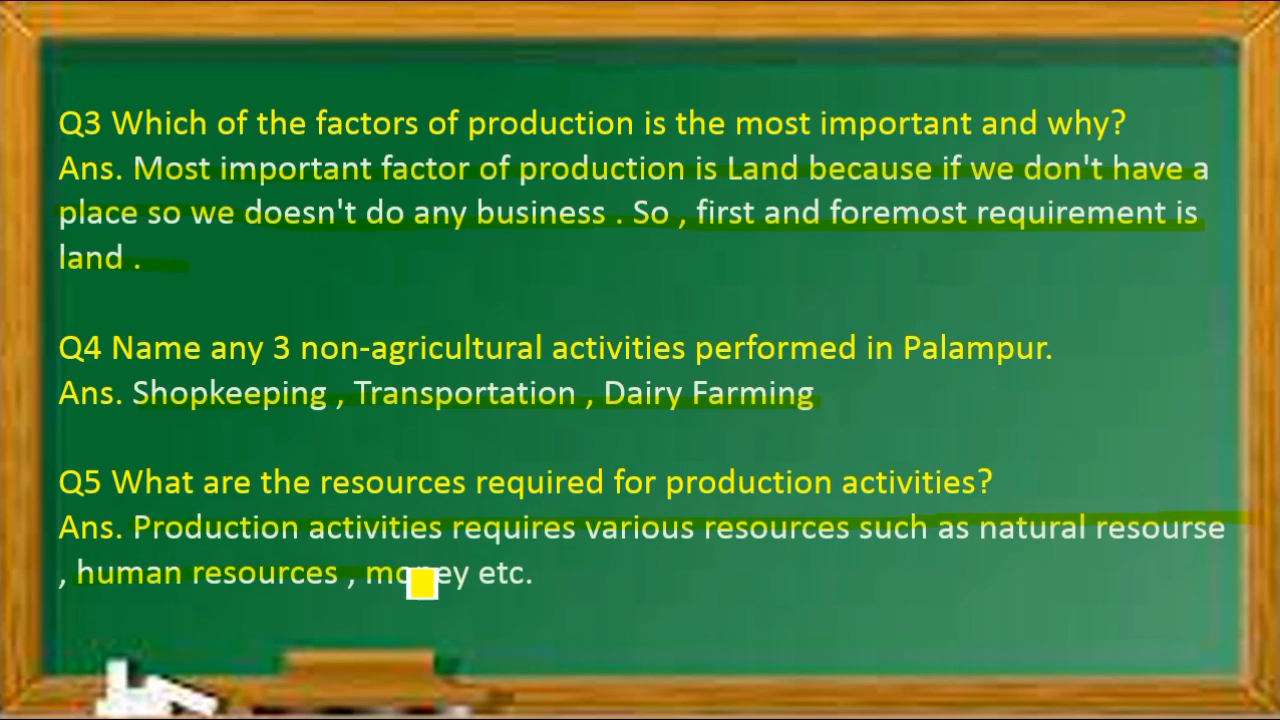 Q3 Which of the factors of production is the most important and why?
Ans. Most important factor of production is Land because if we don't have a
place so we doesn't do any business . So , first and foremost requirement is
land .
Q4 Name any 3 non-agricultural activities performed in Palampur.
Ans. Shopkeeping , Transportation , Dairy Farming
Q5 What are the resources required for production activities?
Ans. Production activities requires various resources such as natural resourse
, human resources , money etc.